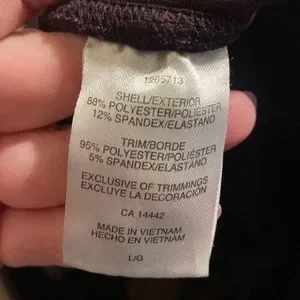 1265713
SHELL/EXTERIOR
88% POLYESTER/POLIÉSTER
12% SPANDEX/ELASTANO
TRIM/BORDE
95% POLYESTER/POLIÉSTER
5% SPANDEX/ELASTANO
EXCLUSIVE OF TRIMMINGS
EXCLUYE LA DECORACIÓN
CA 14442
MADE IN VIETNAM
HECHO EN VIETNAM
L/G